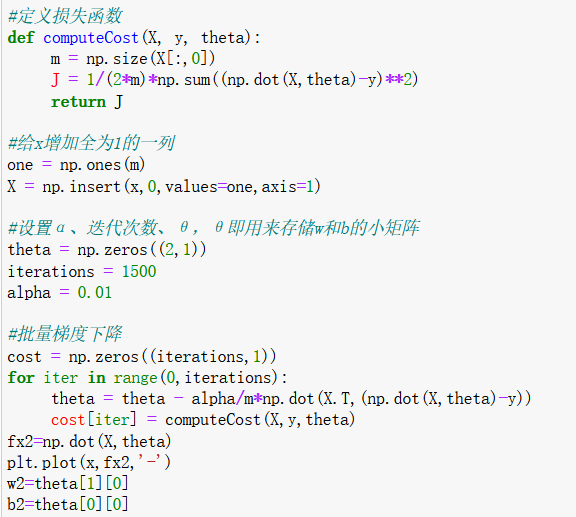 #定义损失函数
def computeCost(X, y, theta):
    m = np.size(X[:,0])
    J = 1/(2*m)*np.sum((np.dot(X,theta)-y)**2)
    return J
#给x增加全为1的一列
one = np.ones(m)
X = np.insert(x,0,values=one,axis=1)
#设置α、迭代次数、θ，θ即用来存储w和b的小矩阵
theta = np.zeros((2,1))
iterations = 1500
alpha = 0.01
#批量梯度下降
cost = np.zeros((iterations,1))
for iter in range(0,iterations):
    theta = theta - alpha/m*np.dot(X.T,(np.dot(X,theta)-y))
    cost[iter] = computeCost(X,y,theta)
fx2=np.dot(X,theta)
plt.plot(x,fx2,'-')
w2=theta[1][0]
b2=theta[0][0]